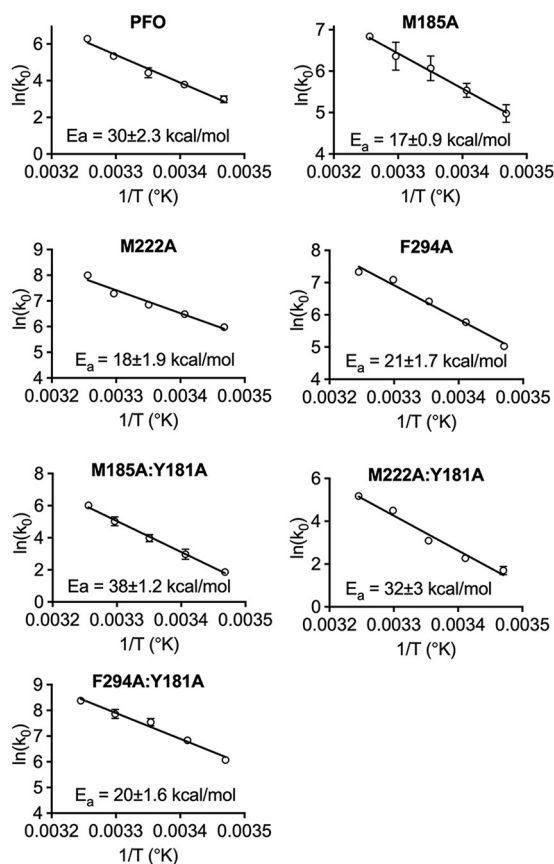 PFO
ln(k0)
6
4
2
0
Ea = 30±2.3 kcal/mol
0.0032 0.0033 0.0034 0.0035
1/T (°K)
M185A
ln(k0)
7
6
5
4
Ea = 17±0.9 kcal/mol
0.0032 0.0033 0.0034 0.0035
1/T (°K)
M222A
ln(k0)
9
8
7
6
5
4
Ea = 18±1.9 kcal/mol
0.0032 0.0033 0.0034 0.0035
1/T (°K)
F294A
ln(k0)
8
7
6
5
4
Ea = 21±1.7 kcal/mol
0.0032 0.0033 0.0034 0.0035
1/T (°K)
M185A:Y181A
ln(k0)
8
6
4
2
0
Ea = 38±1.2 kcal/mol
0.0032 0.0033 0.0034 0.0035
1/T (°K)
M222A:Y181A
ln(k0)
6
4
2
0
Ea = 32±3 kcal/mol
0.0032 0.0033 0.0034 0.0035
1/T (°K)
F294A:Y181A
ln(k0)
9
8
7
6
5
4
Ea = 20±1.6 kcal/mol
0.0032 0.0033 0.0034 0.0035
1/T (°K)